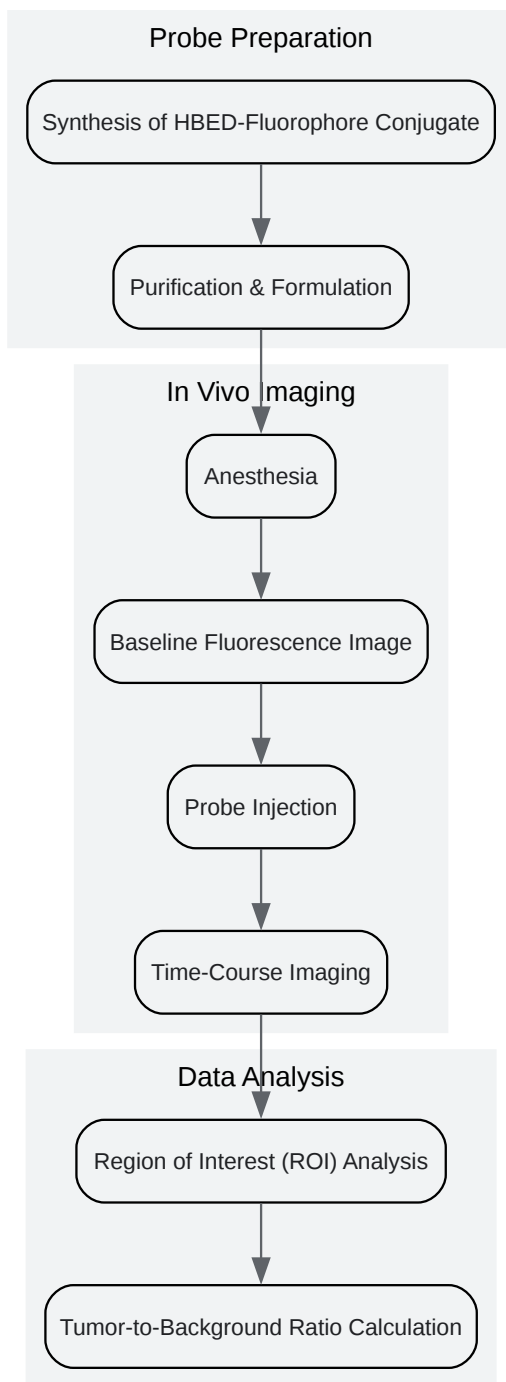 Probe Preparation
Synthesis of HBED-Fluorophore Conjugate
Purification & Formulation
In Vivo Imaging
Anesthesia
Baseline Fluorescence Image
Probe Injection
Time-Course Imaging
Data Analysis
Region of Interest (ROI) Analysis
Tumor-to-Background Ratio Calculation